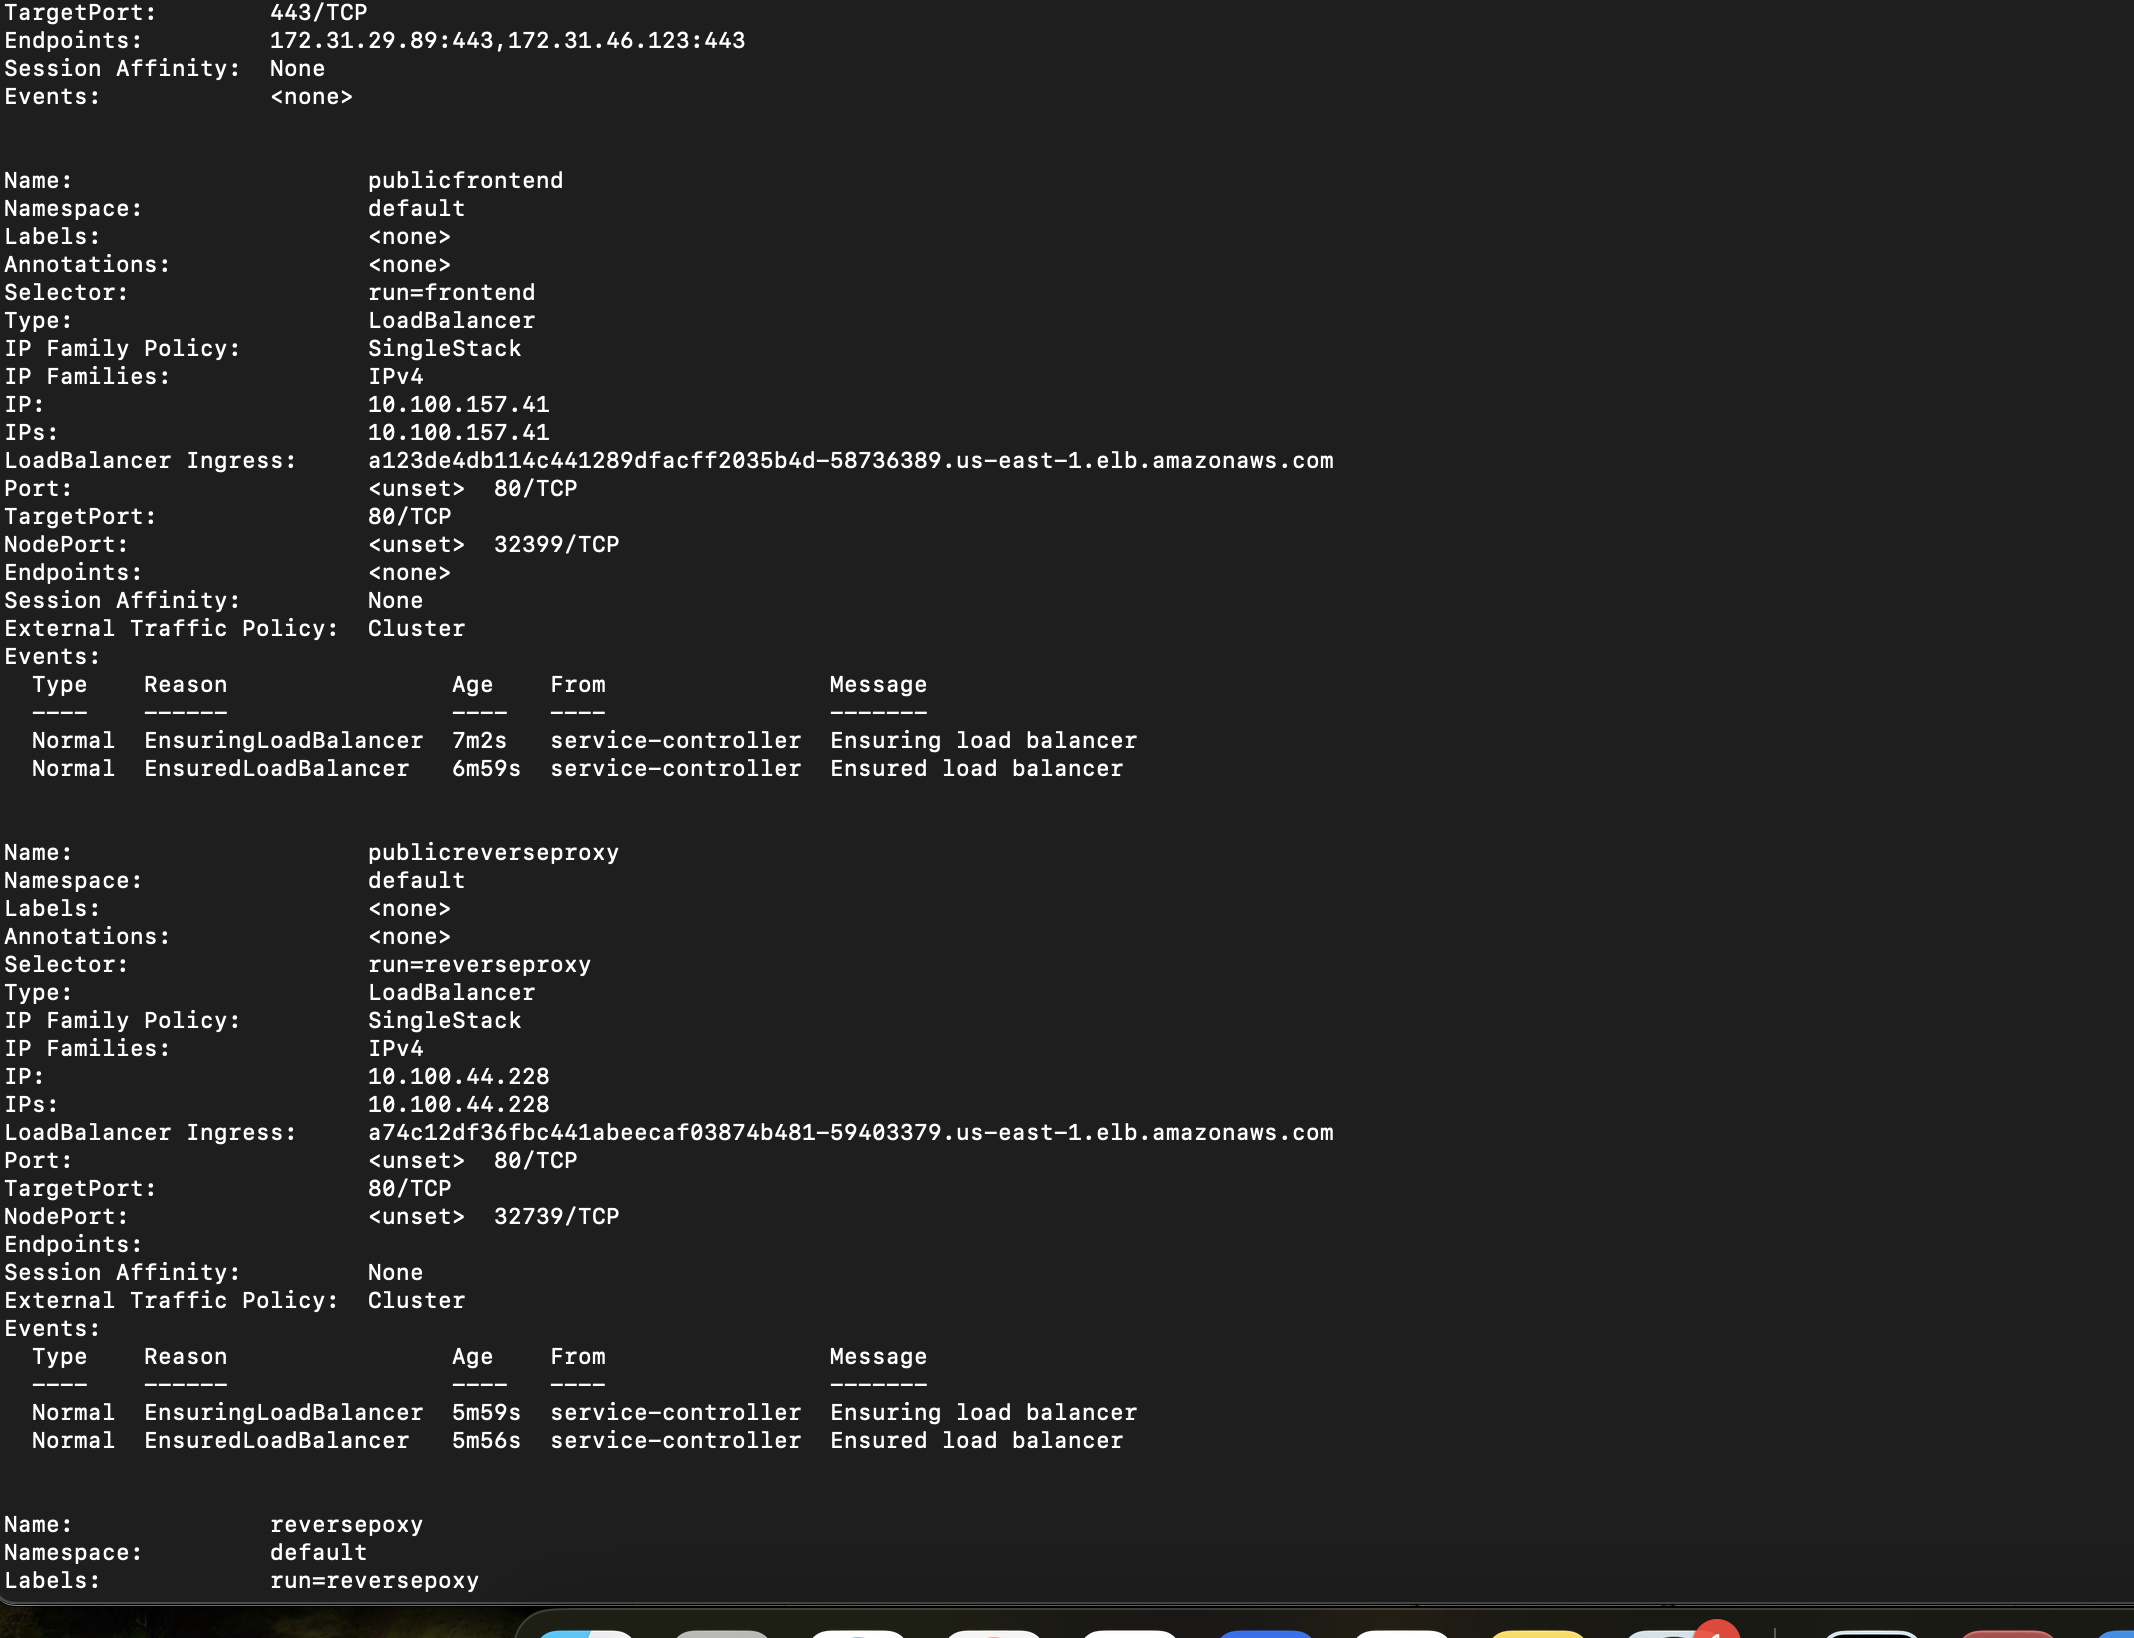 TargetPort: 443/TCP
Endpoints: 172.31.29.89:443,172.31.46.123:443
Session Affinity: None
Events: <none>
Name: publicfrontend
Namespace: default
Labels: <none>
Annotations: <none>
Selector: run=frontend
Type: LoadBalancer
IP Family Policy: SingleStack
IP Families: IPv4
IP: 10.100.157.41
IPs: 10.100.157.41
LoadBalancer Ingress: a123de4db114c441289dfacff2035b4d-58736389.us-east-1.elb.amazonaws.com
Port: <unset> 80/TCP
TargetPort: 80/TCP
NodePort: <unset> 32399/TCP
Endpoints: <none>
Session Affinity: None
External Traffic Policy: Cluster
Events:
Type Reason Age From Message
---- ------ ---- ---- -------
Normal EnsuringLoadBalancer 7m2s service-controller Ensuring load balancer
Normal EnsuredLoadBalancer 6m59s service-controller Ensured load balancer
Name: publicreverseproxy
Namespace: default
Labels: <none>
Annotations: <none>
Selector: run=reverseproxy
Type: LoadBalancer
IP Family Policy: SingleStack
IP Families: IPv4
IP: 10.100.44.228
IPs: 10.100.44.228
LoadBalancer Ingress: a74c12df36fbc441abeecaf03874b481-59403379.us-east-1.elb.amazonaws.com
Port: <unset> 80/TCP
TargetPort: 80/TCP
NodePort: <unset> 32739/TCP
Endpoints:
Session Affinity: None
External Traffic Policy: Cluster
Events:
Type Reason Age From Message
---- ------ ---- ---- -------
Normal EnsuringLoadBalancer 5m59s service-controller Ensuring load balancer
Normal EnsuredLoadBalancer 5m56s service-controller Ensured load balancer
Name: reversepoxy
Namespace: default
Labels: run=reversepoxy